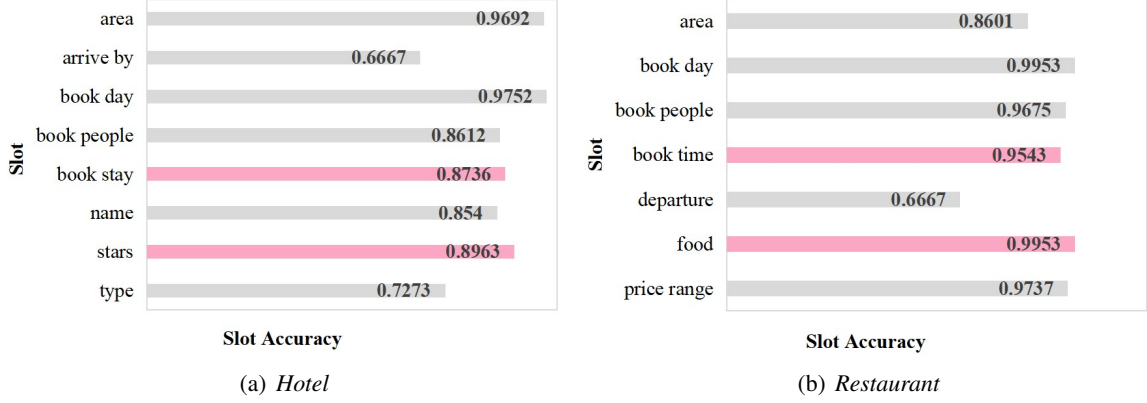 area 0.9692
arrive by 0.6667
book day 0.9752
book people 0.8612
book stay 0.8736
name 0.854
stars 0.8963
type 0.7273
Slot
Slot Accuracy
(a) Hotel
area 0.8601
book day 0.9953
book people 0.9675
book time 0.9543
departure 0.6667
food 0.9953
price range 0.9737
Slot
Slot Accuracy
(b) Restaurant